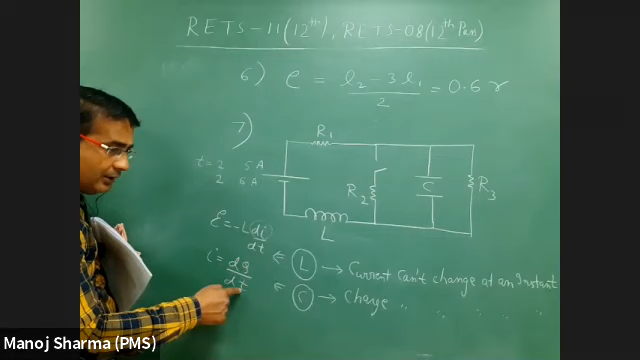 RETS-11(12th), RETS-08(12th Pan)
6) e = l2 - 3l1 / 2 = 0.6 r
7)
R1
t=2 5A
2 5A
R2
C
R3
L
Ɛ = -L di/dt
⇐ L → Current can't change at an instant
i = dQ/dt
⇐ C → Charge " " " " "
Manoj Sharma (PMS)